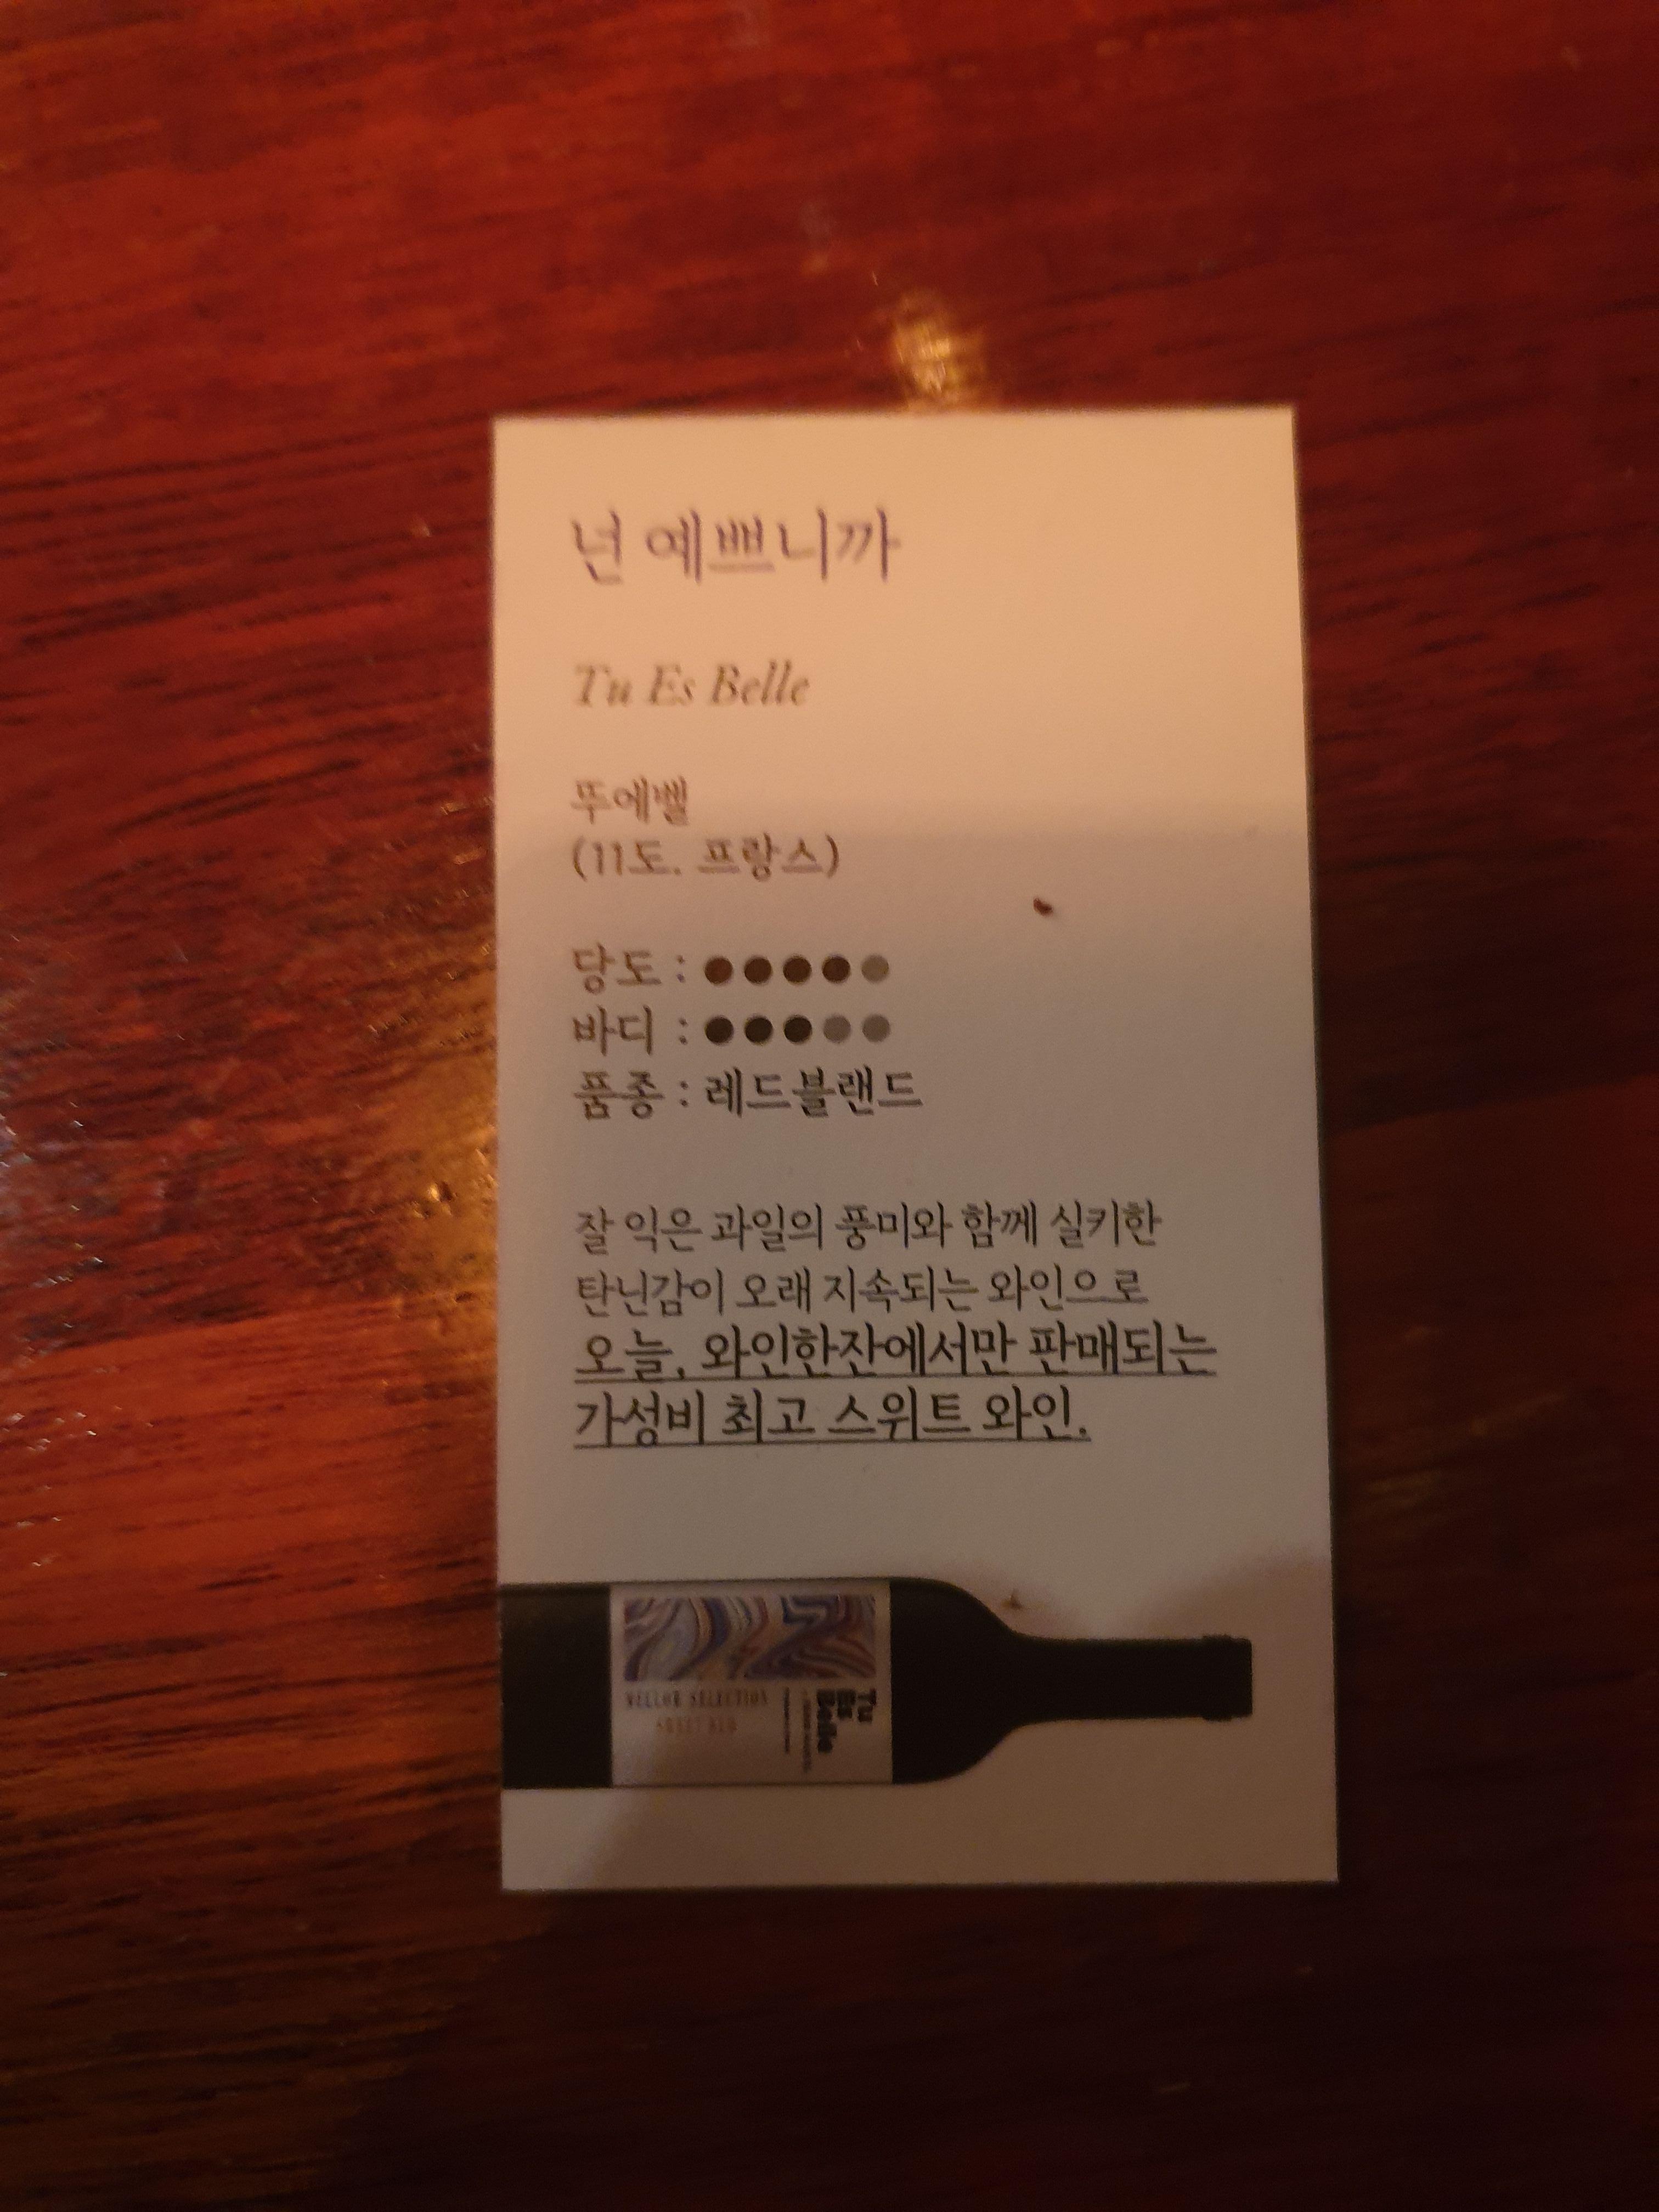 넌 예쁘니까
Tu Es Belle
뚜에벨
(11도. 프랑스)
당도 : ●●●●●
바디 : ●●●●●
품종 : 레드블랜드
잘 익은 과일의 풍미와 함께 실키한
탄닌감이 오래 지속되는 와인으로
오늘, 와인한잔에서만 판매되는
가성비 최고 스위트 와인.
Tu
Es
Belle
SELECTION